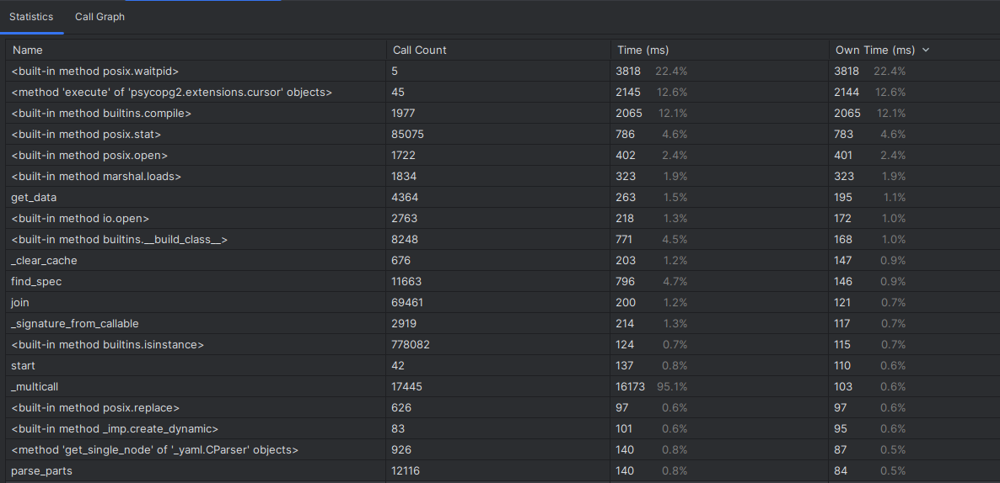 Statistics Call Graph
Name Call Count Time (ms) Own Time (ms)
<built-in method posix.waitpid> 5 3818 22.4% 3818 22.4%
<method 'execute' of 'psycopg2.extensions.cursor' objects> 45 2145 12.6% 2144 12.6%
<built-in method builtins.compile> 1977 2065 12.1% 2065 12.1%
<built-in method posix.stat> 85075 786 4.6% 783 4.6%
<built-in method posix.open> 1722 402 2.4% 401 2.4%
<built-in method marshal.loads> 1834 323 1.9% 323 1.9%
get_data 4364 263 1.5% 195 1.1%
<built-in method io.open> 2763 218 1.3% 172 1.0%
<built-in method builtins.__build_class__> 8248 771 4.5% 168 1.0%
_clear_cache 676 203 1.2% 147 0.9%
find_spec 11663 796 4.7% 146 0.9%
join 69461 200 1.2% 121 0.7%
_signature_from_callable 2919 214 1.3% 117 0.7%
<built-in method builtins.isinstance> 778082 124 0.7% 115 0.7%
start 42 137 0.8% 110 0.6%
_multicall 17445 16173 95.1% 103 0.6%
<built-in method posix.replace> 626 97 0.6% 97 0.6%
<built-in method _imp.create_dynamic> 83 101 0.6% 95 0.6%
<method 'get_single_node' of '_yaml.CParser' objects> 926 140 0.8% 87 0.5%
parse_parts 12116 140 0.8% 84 0.5%